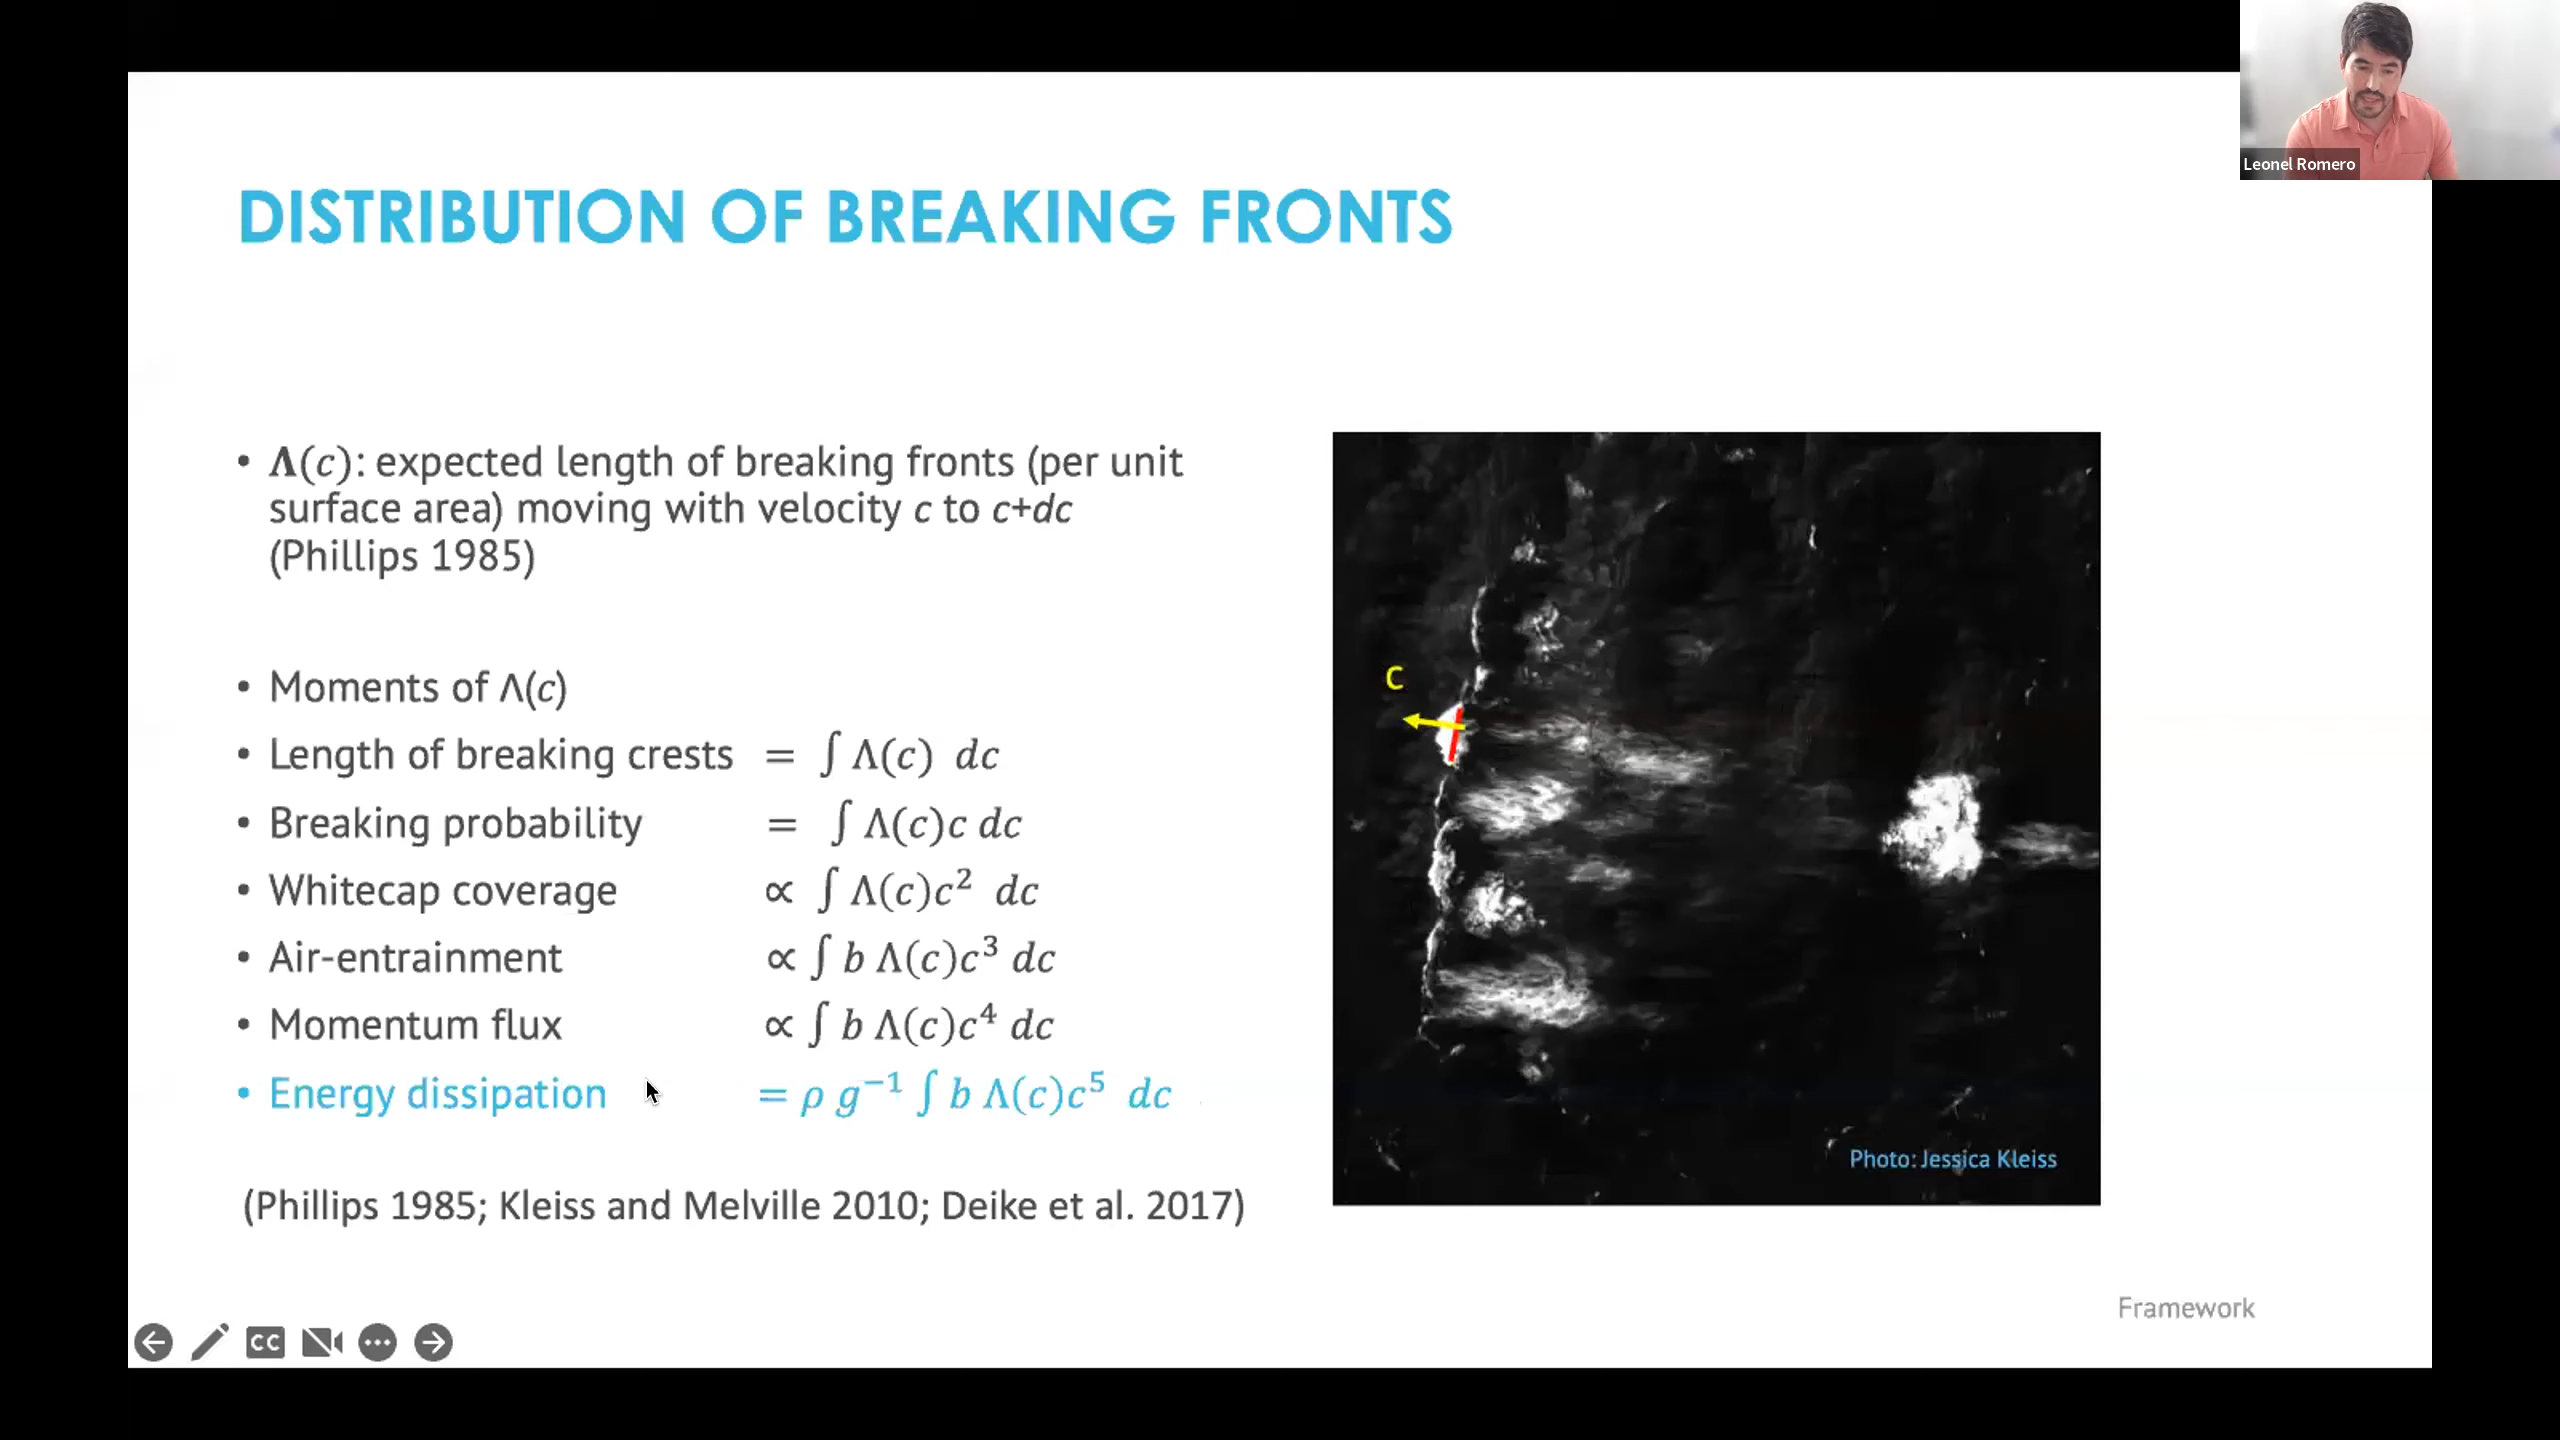 Leonel Romero
DISTRIBUTION OF BREAKING FRONTS
• Λ(c): expected length of breaking fronts (per unit
surface area) moving with velocity c to c+dc
(Phillips 1985)
• Moments of Λ(c)
• Length of breaking crests = ∫ Λ(c) dc
• Breaking probability = ∫ Λ(c)c dc
• Whitecap coverage ∝ ∫ Λ(c)c² dc
• Air-entrainment ∝ ∫ b Λ(c)c³ dc
• Momentum flux ∝ ∫ b Λ(c)c⁴ dc
• Energy dissipation = ρ g⁻¹ ∫ b Λ(c)c⁵ dc
(Phillips 1985; Kleiss and Melville 2010; Deike et al. 2017)
C
Photo: Jessica Kleiss
Framework
CC